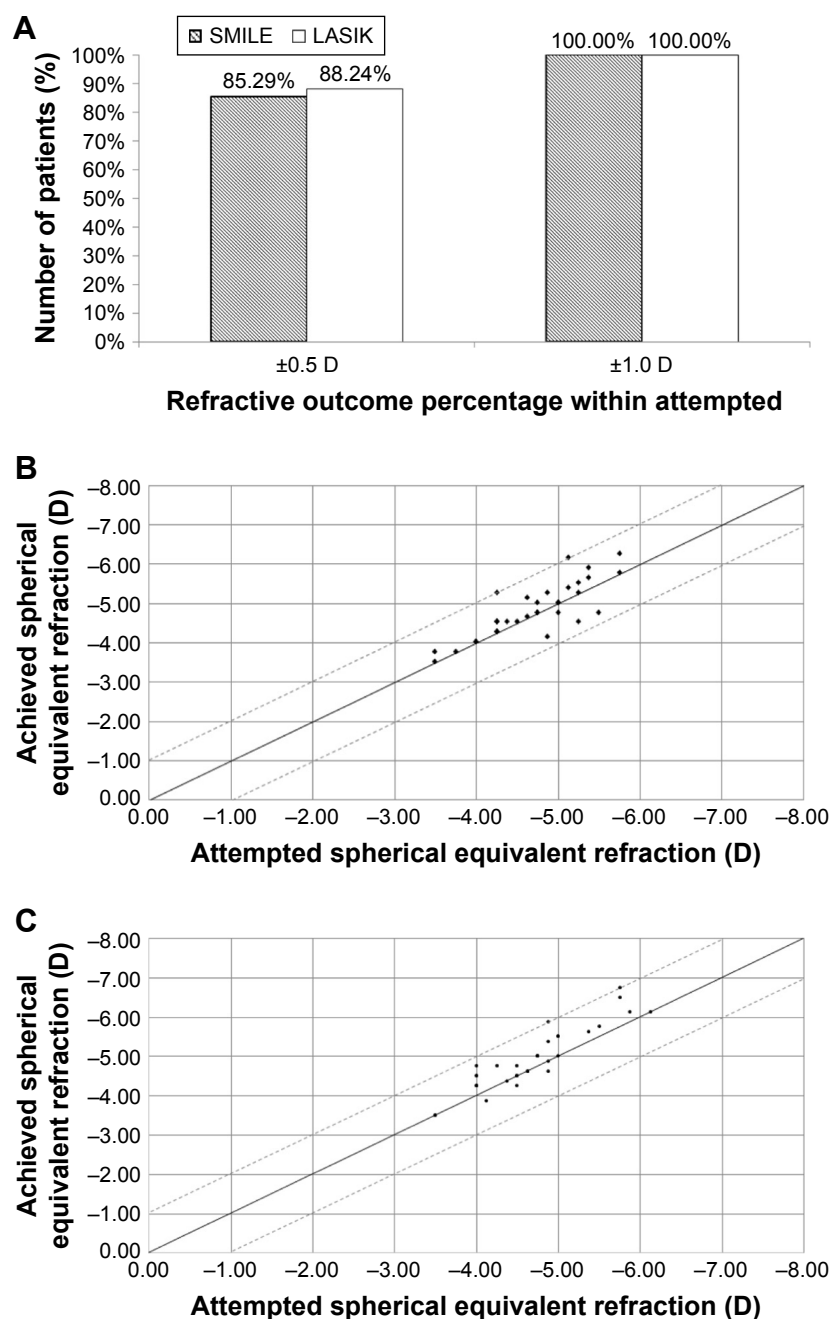 A
SMILE LASIK
Number of patients (%)
100%
90%
80%
70%
60%
50%
40%
30%
20%
10%
0%
85.29%
88.24%
100.00%
100.00%
±0.5 D
±1.0 D
Refractive outcome percentage within attempted
B
Achieved spherical
equivalent refraction (D)
–8.00
–7.00
–6.00
–5.00
–4.00
–3.00
–2.00
–1.00
0.00
0.00 –1.00 –2.00 –3.00 –4.00 –5.00 –6.00 –7.00 –8.00
Attempted spherical equivalent refraction (D)
C
Achieved spherical
equivalent refraction (D)
–8.00
–7.00
–6.00
–5.00
–4.00
–3.00
–2.00
–1.00
0.00
0.00 –1.00 –2.00 –3.00 –4.00 –5.00 –6.00 –7.00 –8.00
Attempted spherical equivalent refraction (D)